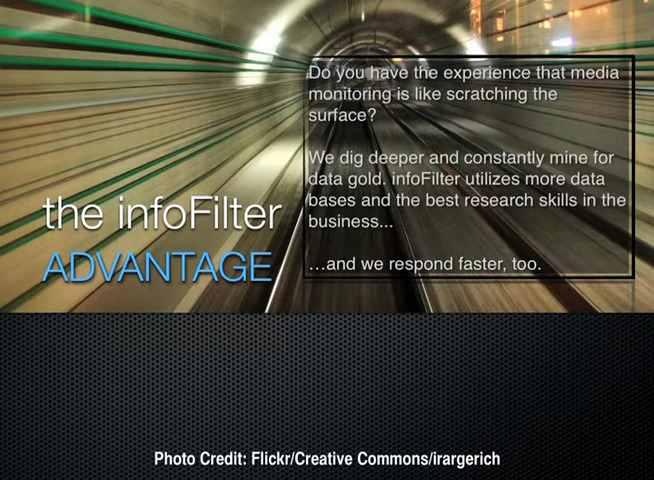 Do you have the experience that media
monitoring is like scratching the
surface?
We dig deeper and constantly mine for
data gold. infoFilter utilizes more data
bases and the best research skills in the
business...
…and we respond faster, too.
the infoFilter
ADVANTAGE
Photo Credit: Flickr/Creative Commons/irargerich